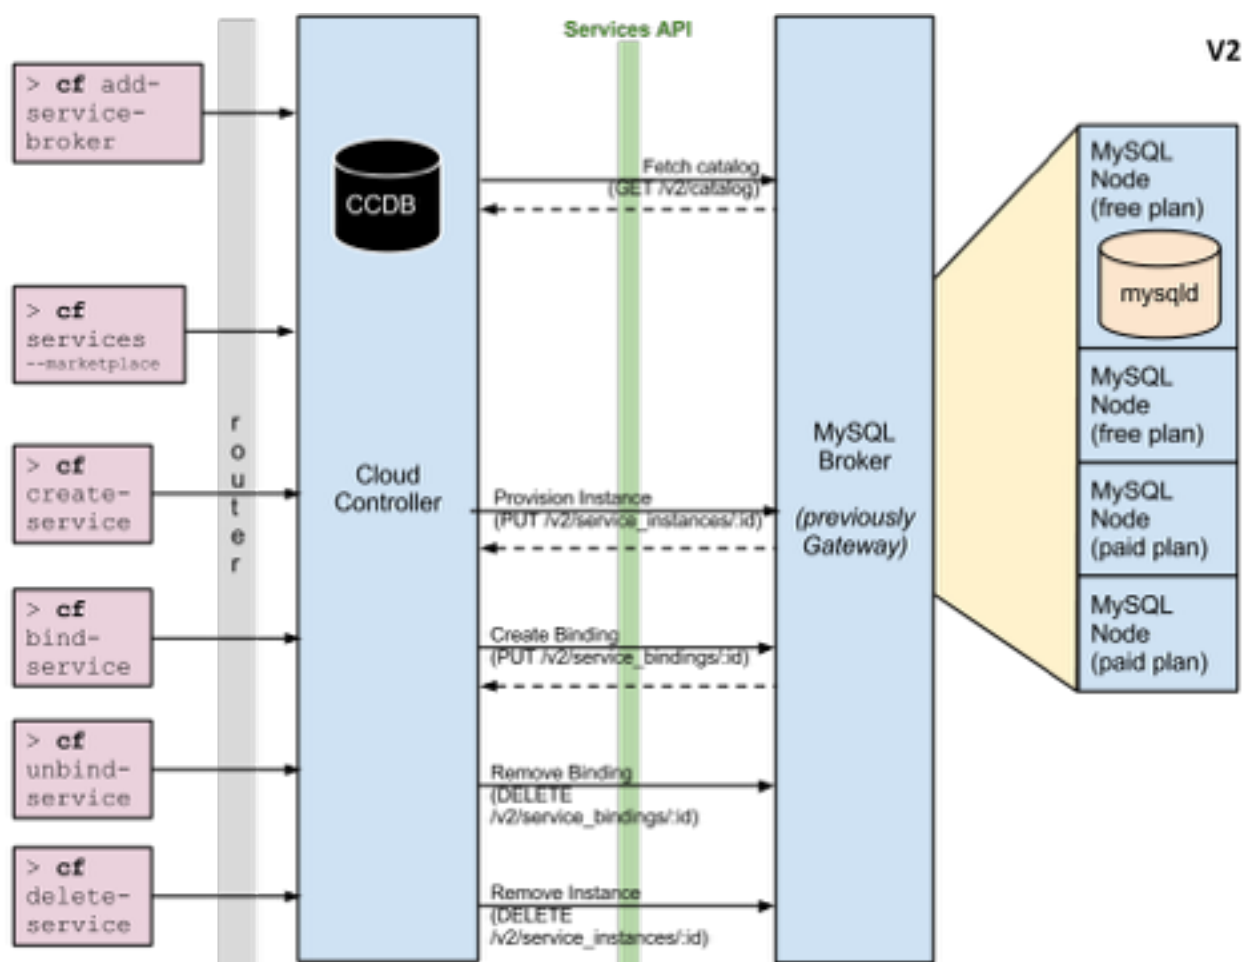 Services API
V2
> cf add-
service-
broker
CCDB
Fetch catalog
(GET /v2/catalog)
MySQL
Node
(free plan)
mysqld
> cf
services
--marketplace
router
MySQL
Node
(free plan)
> cf
create-
service
Cloud
Controller
Provision Instance
(PUT /v2/service_instances/:id)
MySQL
Broker
(previously
Gateway)
MySQL
Node
(paid plan)
> cf
bind-
service
Create Binding
(PUT /v2/service_bindings/:id)
MySQL
Node
(paid plan)
> cf
unbind-
service
Remove Binding
(DELETE
/v2/service_bindings/:id)
> cf
delete-
service
Remove Instance
(DELETE
/v2/service_instances/:id)